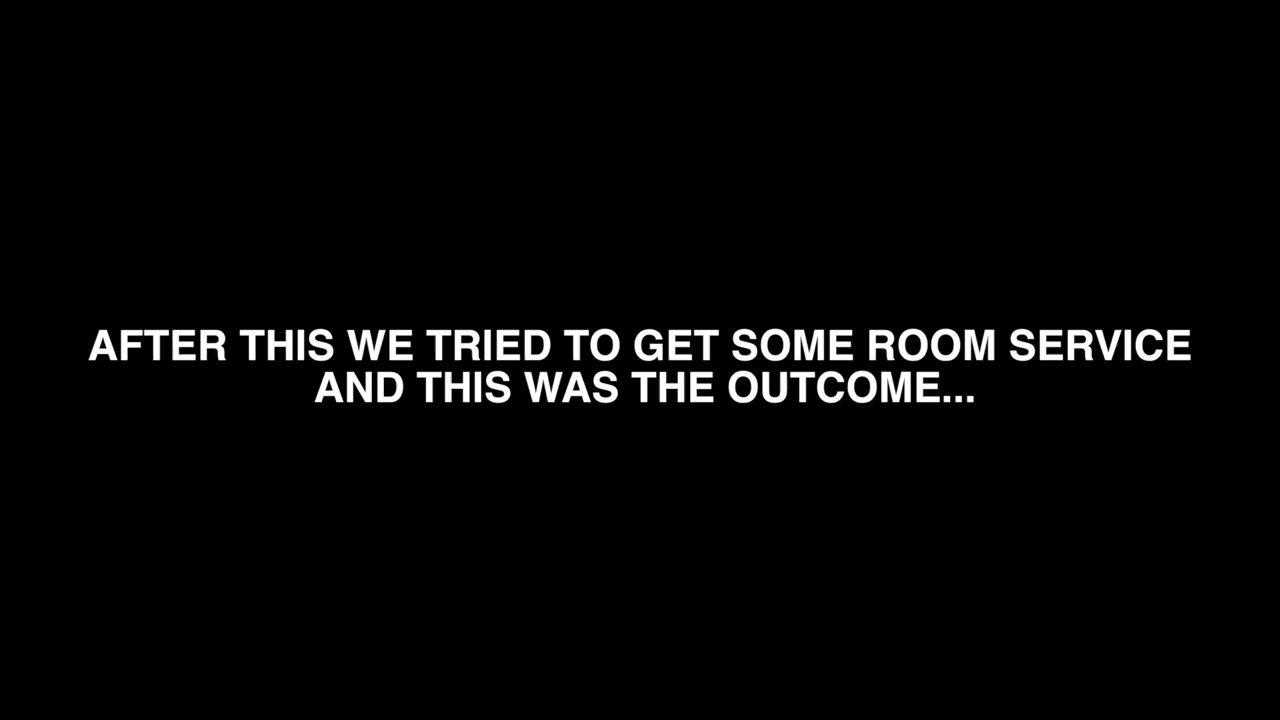 AFTER THIS WE TRIED TO GET SOME ROOM SERVICE
AND THIS WAS THE OUTCOME...